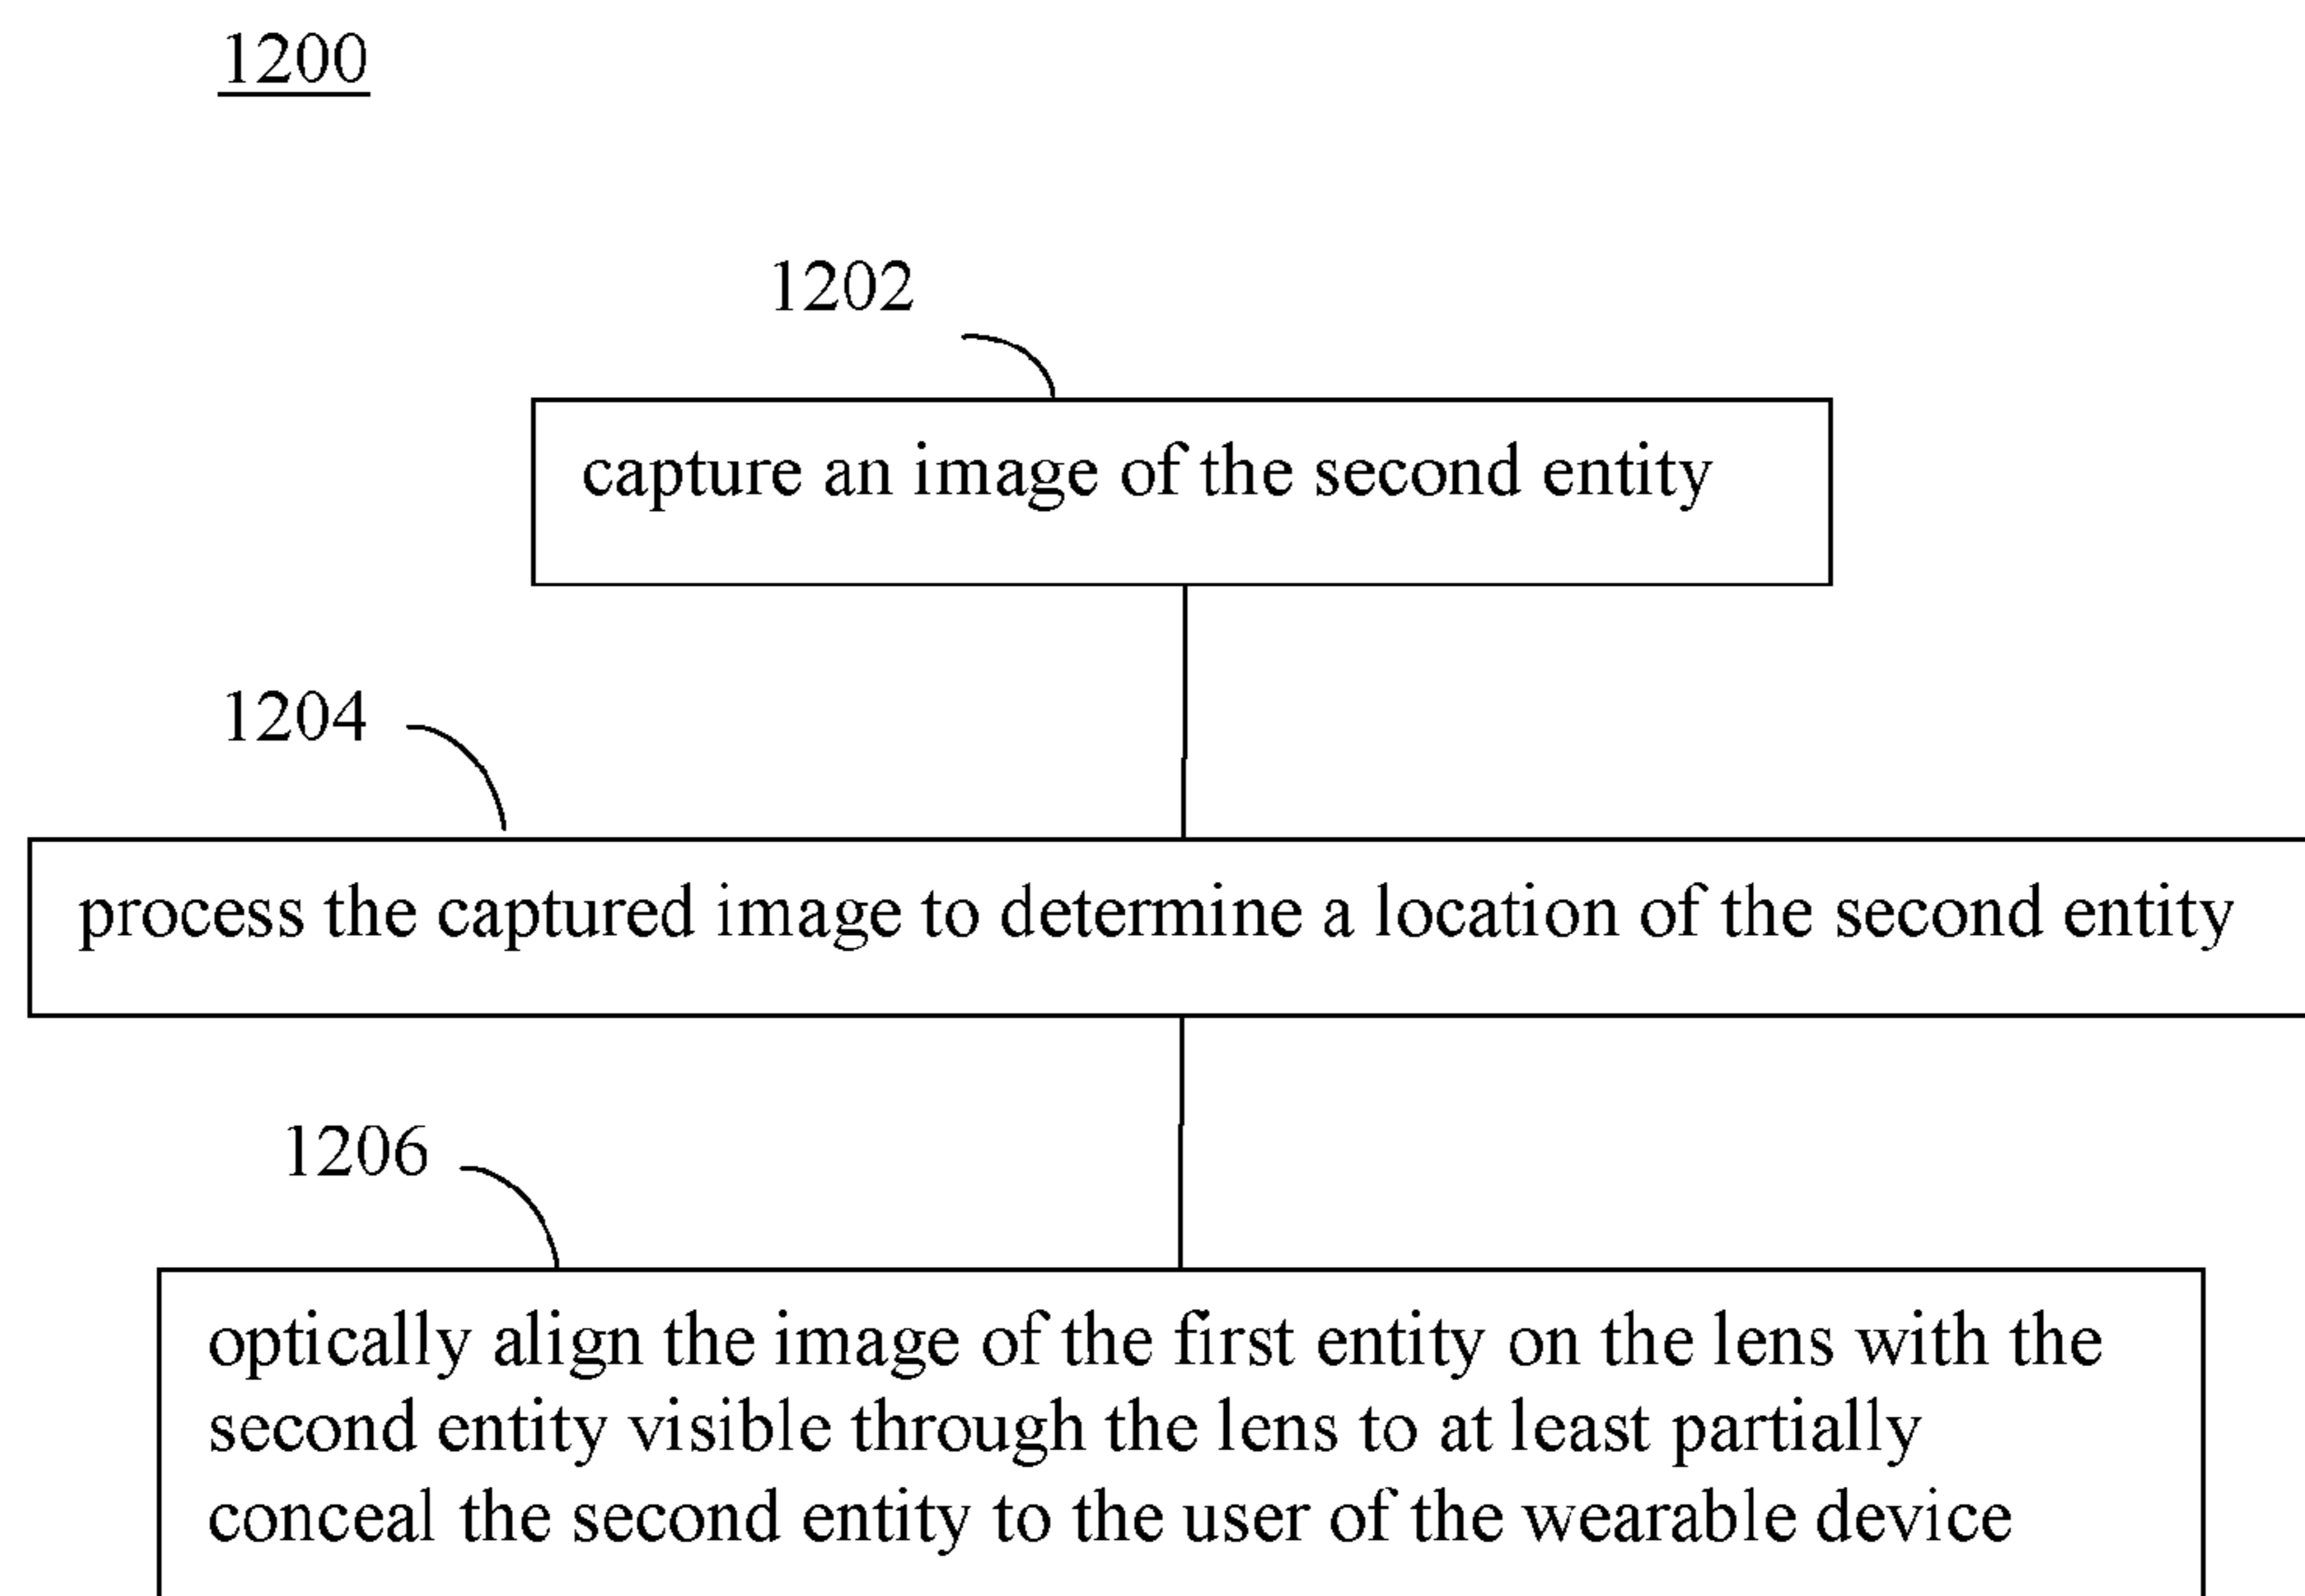 1200
1202
capture an image of the second entity
1204
process the captured image to determine a location of the second entity
1206
optically align the image of the first entity on the lens with the
second entity visible through the lens to at least partially
conceal the second entity to the user of the wearable device